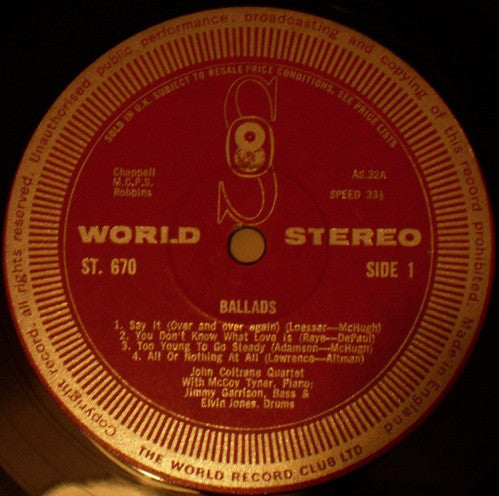 Copyright record, all rights reserved. Unauthorised public performance, broadcasting and copying of this record prohibited Made in England
SOLD IN U.K. SUBJECT TO RESALE PRICE CONDITIONS, SEE PRICE LISTS
S
8
Chappell
M.C.P.S.
Robbins
AS.32A
SPEED 33⅓
WORLD STEREO
ST. 670
SIDE 1
BALLADS
1. Say It (Over and over again) (Loesser—McHugh)
2. You Don't Know What Love Is (Raye—DePaul)
3. Too Young To Go Steady (Adamson—McHugh)
4. All Or Nothing At All (Lawrence—Altman)
John Coltrane Quartet
With McCoy Tyner, Piano;
Jimmy Garrison, Bass &
Elvin Jones, Drums
THE WORLD RECORD CLUB LTD